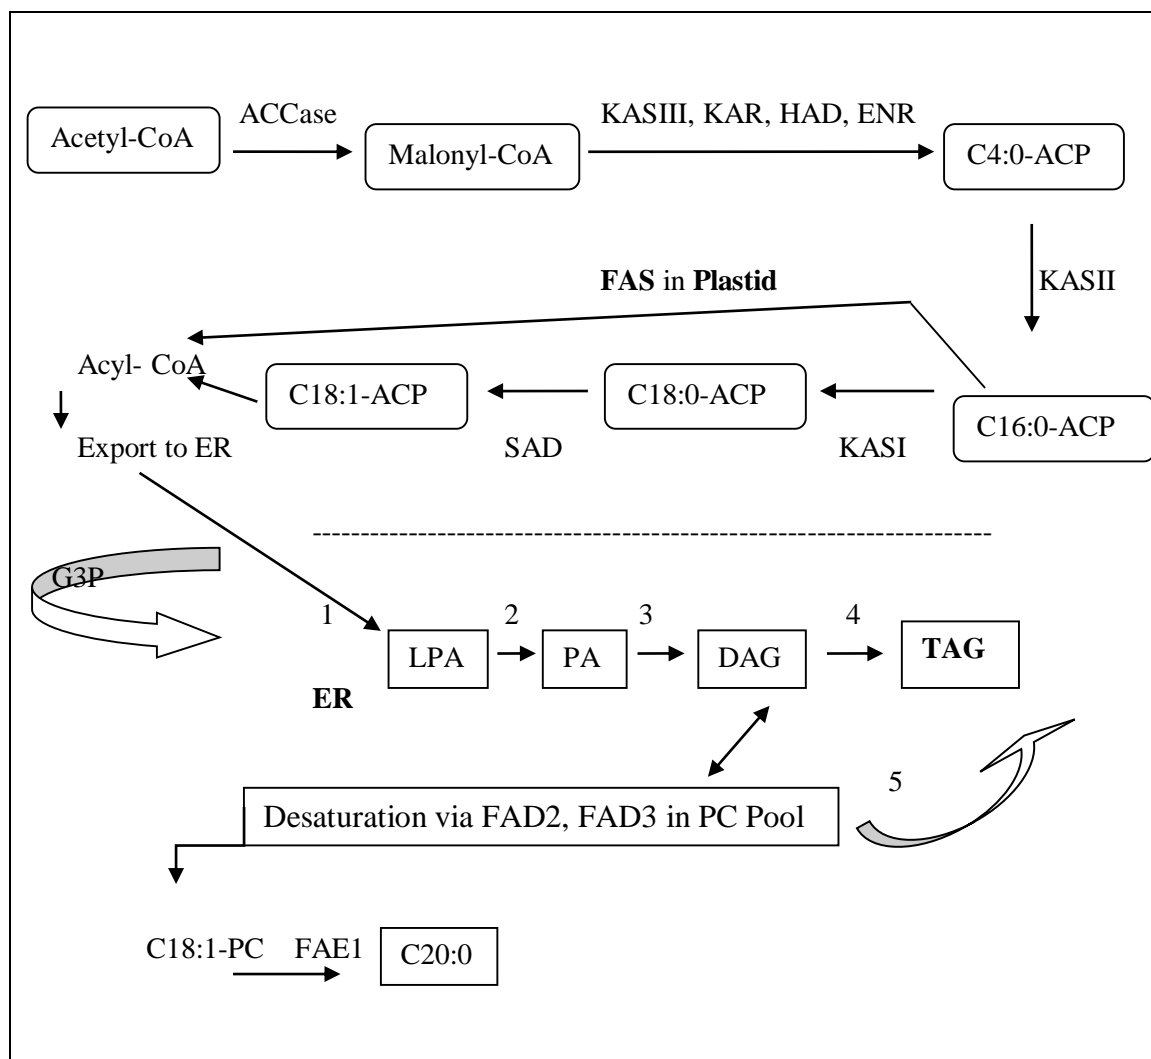 ACCase
KASIII, KAR, HAD, ENR
Acetyl-CoA
Malonyl-CoA
C4:0-ACP
FAS in Plastid
KASII
Acyl- CoA
C18:1-ACP
C18:0-ACP
C16:0-ACP
Export to ER
SAD
KASI
G3P
1
2
3
4
LPA
PA
DAG
TAG
ER
5
Desaturation via FAD2, FAD3 in PC Pool
C18:1-PC
FAE1
C20:0